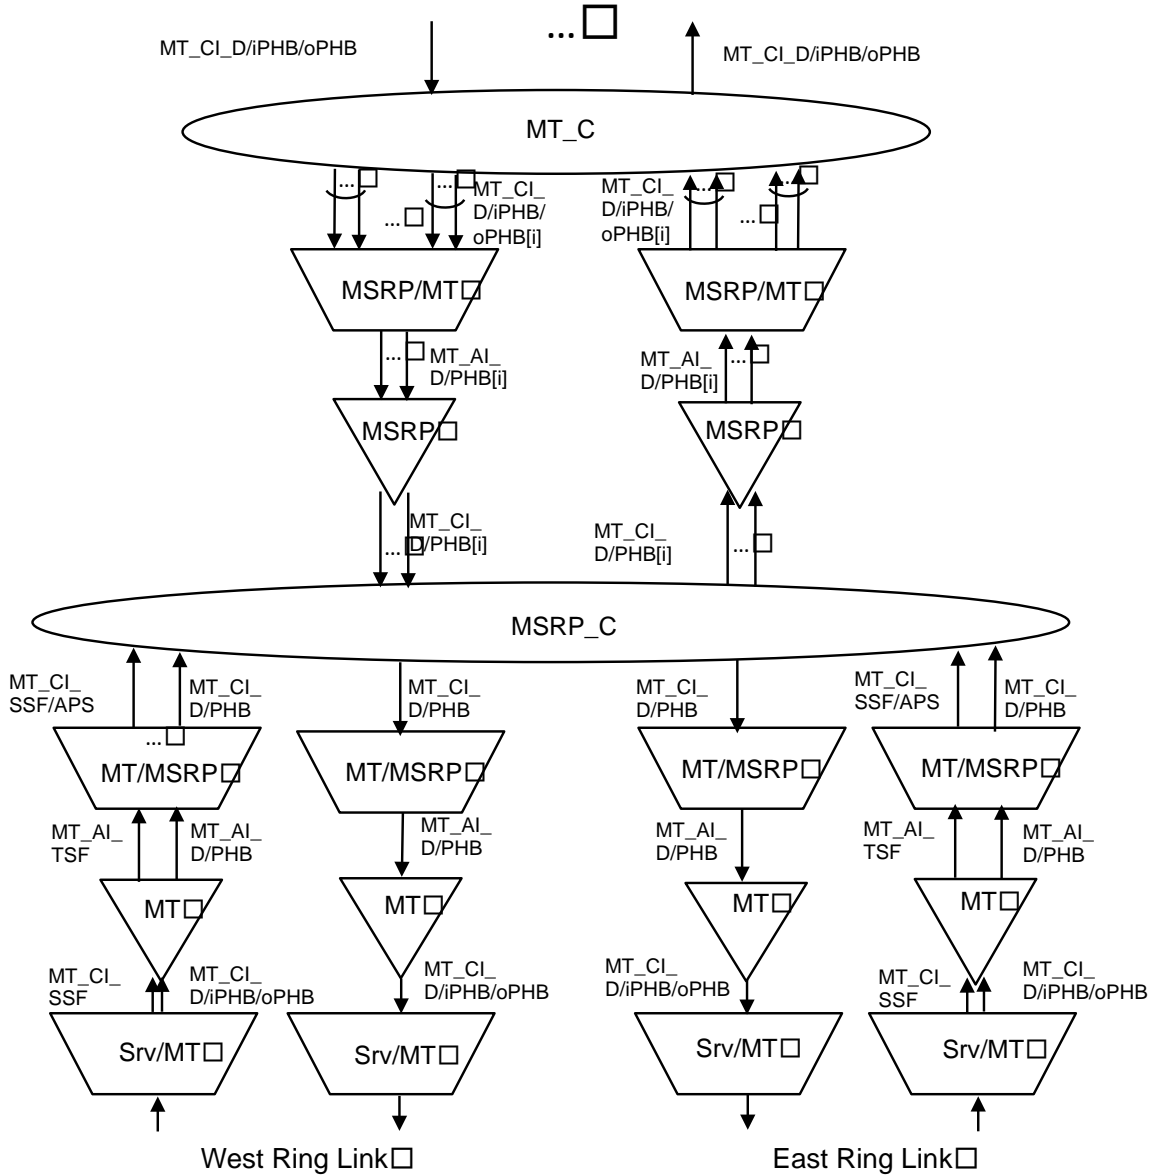 ... □
MT_CI_D/iPHB/oPHB
MT_CI_D/iPHB/oPHB
MT_C
... □
... □
MT_CI_
D/iPHB/
oPHB[i]
... □
MT_CI_
D/iPHB/
oPHB[i]
... □
... □
... □
MSRP/MT□
MSRP/MT□
... □
MT_AI_
D/PHB[i]
MT_AI_
D/PHB[i]
... □
MSRP□
MSRP□
MT_CI_
D/PHB[i]
... □
MT_CI_
D/PHB[i]
... □
MSRP_C
MT_CI_
SSF/APS
MT_CI_
D/PHB
MT_CI_
D/PHB
MT_CI_
D/PHB
MT_CI_
SSF/APS
MT_CI_
D/PHB
... □
MT/MSRP□
MT/MSRP□
MT/MSRP□
MT/MSRP□
MT_AI_
TSF
MT_AI_
D/PHB
MT_AI_
D/PHB
MT_AI_
D/PHB
MT_AI_
TSF
MT_AI_
D/PHB
MT□
MT□
MT□
MT□
MT_CI_
SSF
MT_CI_
D/iPHB/oPHB
MT_CI_
D/iPHB/oPHB
MT_CI_
D/iPHB/oPHB
MT_CI_
SSF
MT_CI_
D/iPHB/oPHB
Srv/MT□
Srv/MT□
Srv/MT□
Srv/MT□
West Ring Link□
East Ring Link□